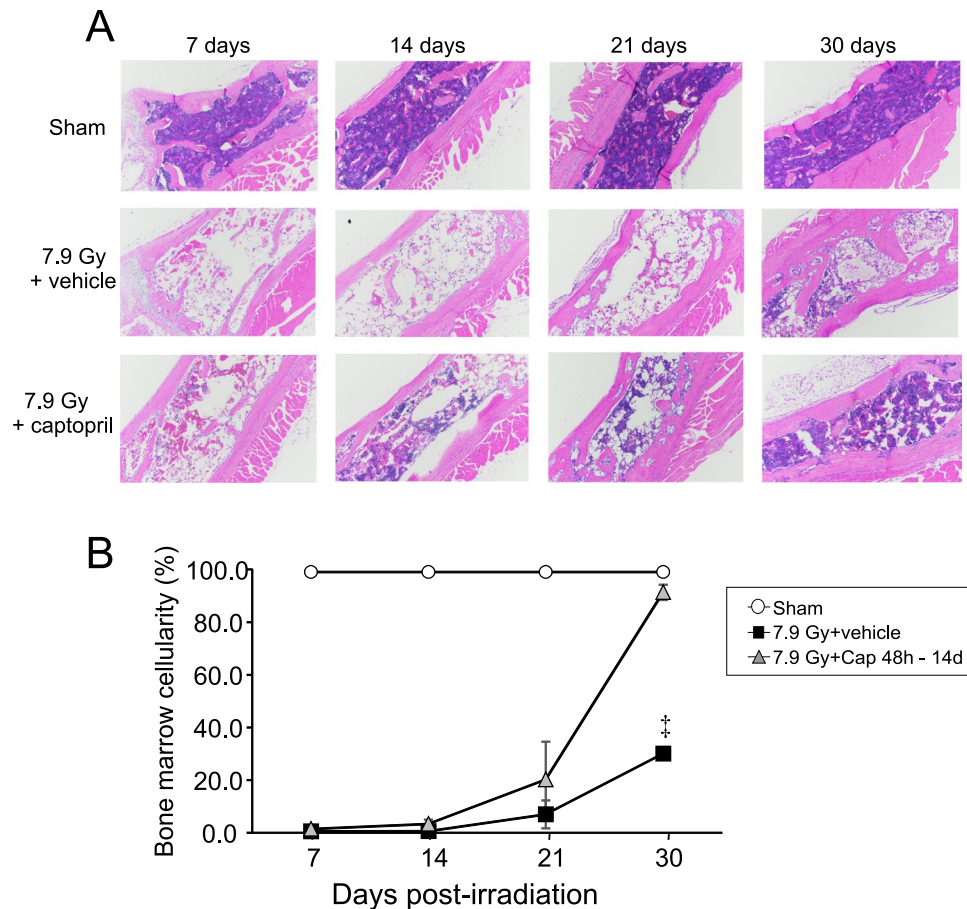 A
7 days
14 days
21 days
30 days
Sham
7.9 Gy
+ vehicle
7.9 Gy
+ captopril
B
Bone marrow cellularity (%)
100.0
80.0
60.0
40.0
20.0
0.0
‡
7
14
21
30
Days post-irradiation
Sham
7.9 Gy+vehicle
7.9 Gy+Cap 48h - 14d